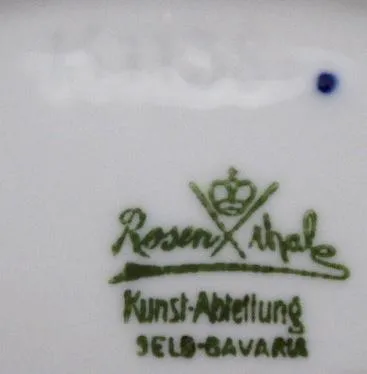 Rosenthal
Kunst-Abteilung
SELB-BAVARIA